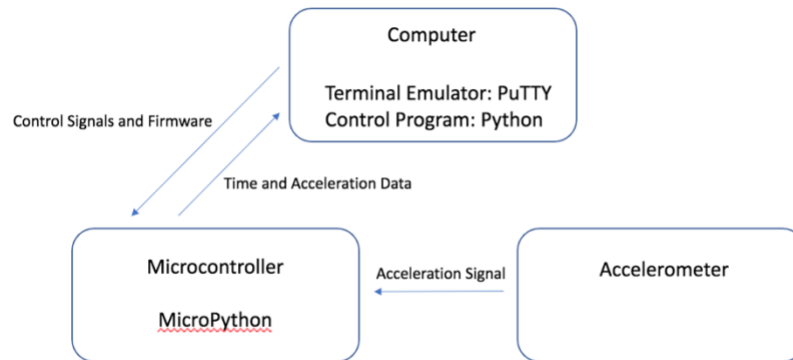 Computer
Terminal Emulator: PuTTY
Control Program: Python
Control Signals and Firmware
Time and Acceleration Data
Microcontroller
MicroPython
Acceleration Signal
Accelerometer